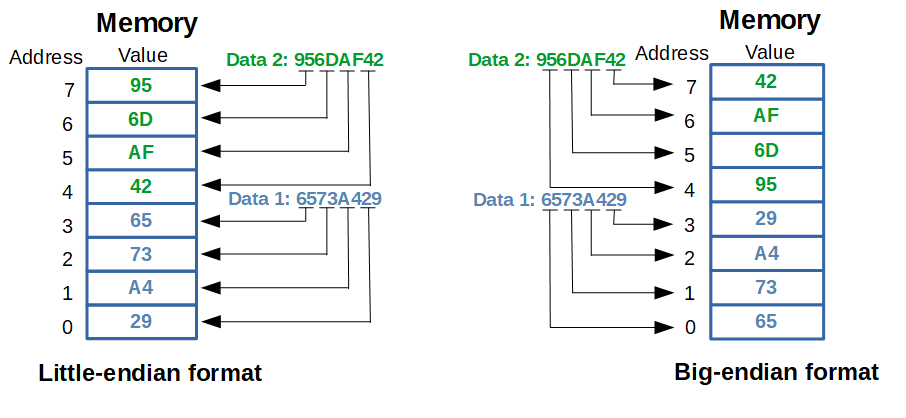 Memory
Address Value
Data 2: 956DAF42
7 95
6 6D
5 AF
4 42
Data 1: 6573A429
3 65
2 73
1 A4
0 29
Little-endian format
Memory
Address Value
Data 2: 956DAF42
7 42
6 AF
5 6D
4 95
Data 1: 6573A429
3 29
2 A4
1 73
0 65
Big-endian format